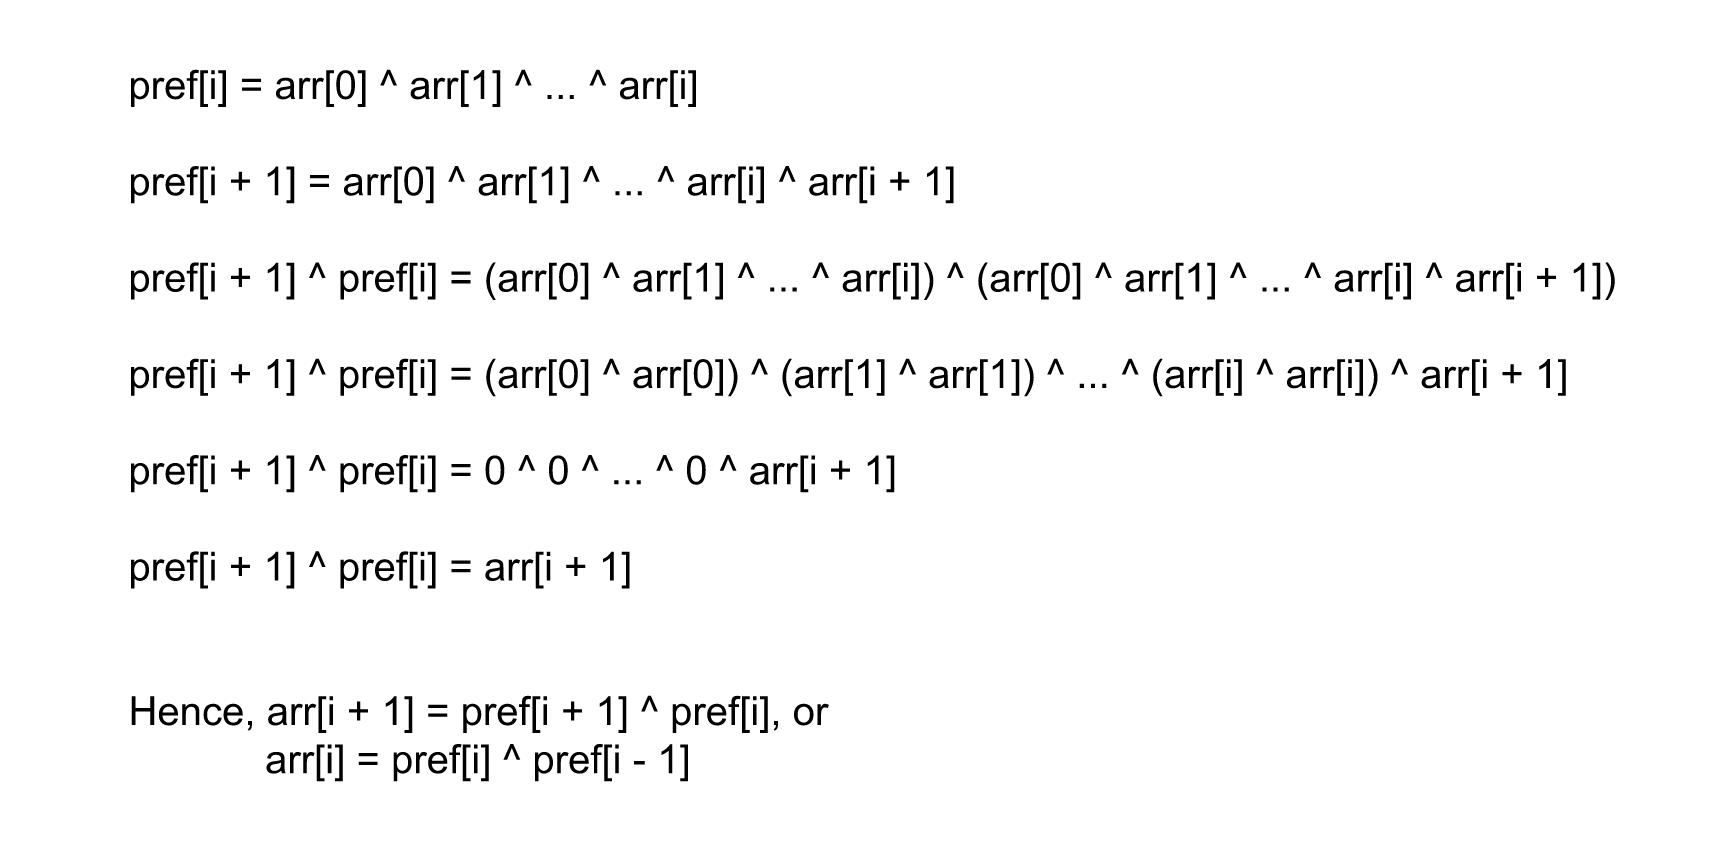 pref[i] = arr[0] ^ arr[1] ^ ... ^ arr[i]
pref[i + 1] = arr[0] ^ arr[1] ^ ... ^ arr[i] ^ arr[i + 1]
pref[i + 1] ^ pref[i] = (arr[0] ^ arr[1] ^ ... ^ arr[i]) ^ (arr[0] ^ arr[1] ^ ... ^ arr[i] ^ arr[i + 1])
pref[i + 1] ^ pref[i] = (arr[0] ^ arr[0]) ^ (arr[1] ^ arr[1]) ^ ... ^ (arr[i] ^ arr[i]) ^ arr[i + 1]
pref[i + 1] ^ pref[i] = 0 ^ 0 ^ ... ^ 0 ^ arr[i + 1]
pref[i + 1] ^ pref[i] = arr[i + 1]
Hence, arr[i + 1] = pref[i + 1] ^ pref[i], or
arr[i] = pref[i] ^ pref[i - 1]